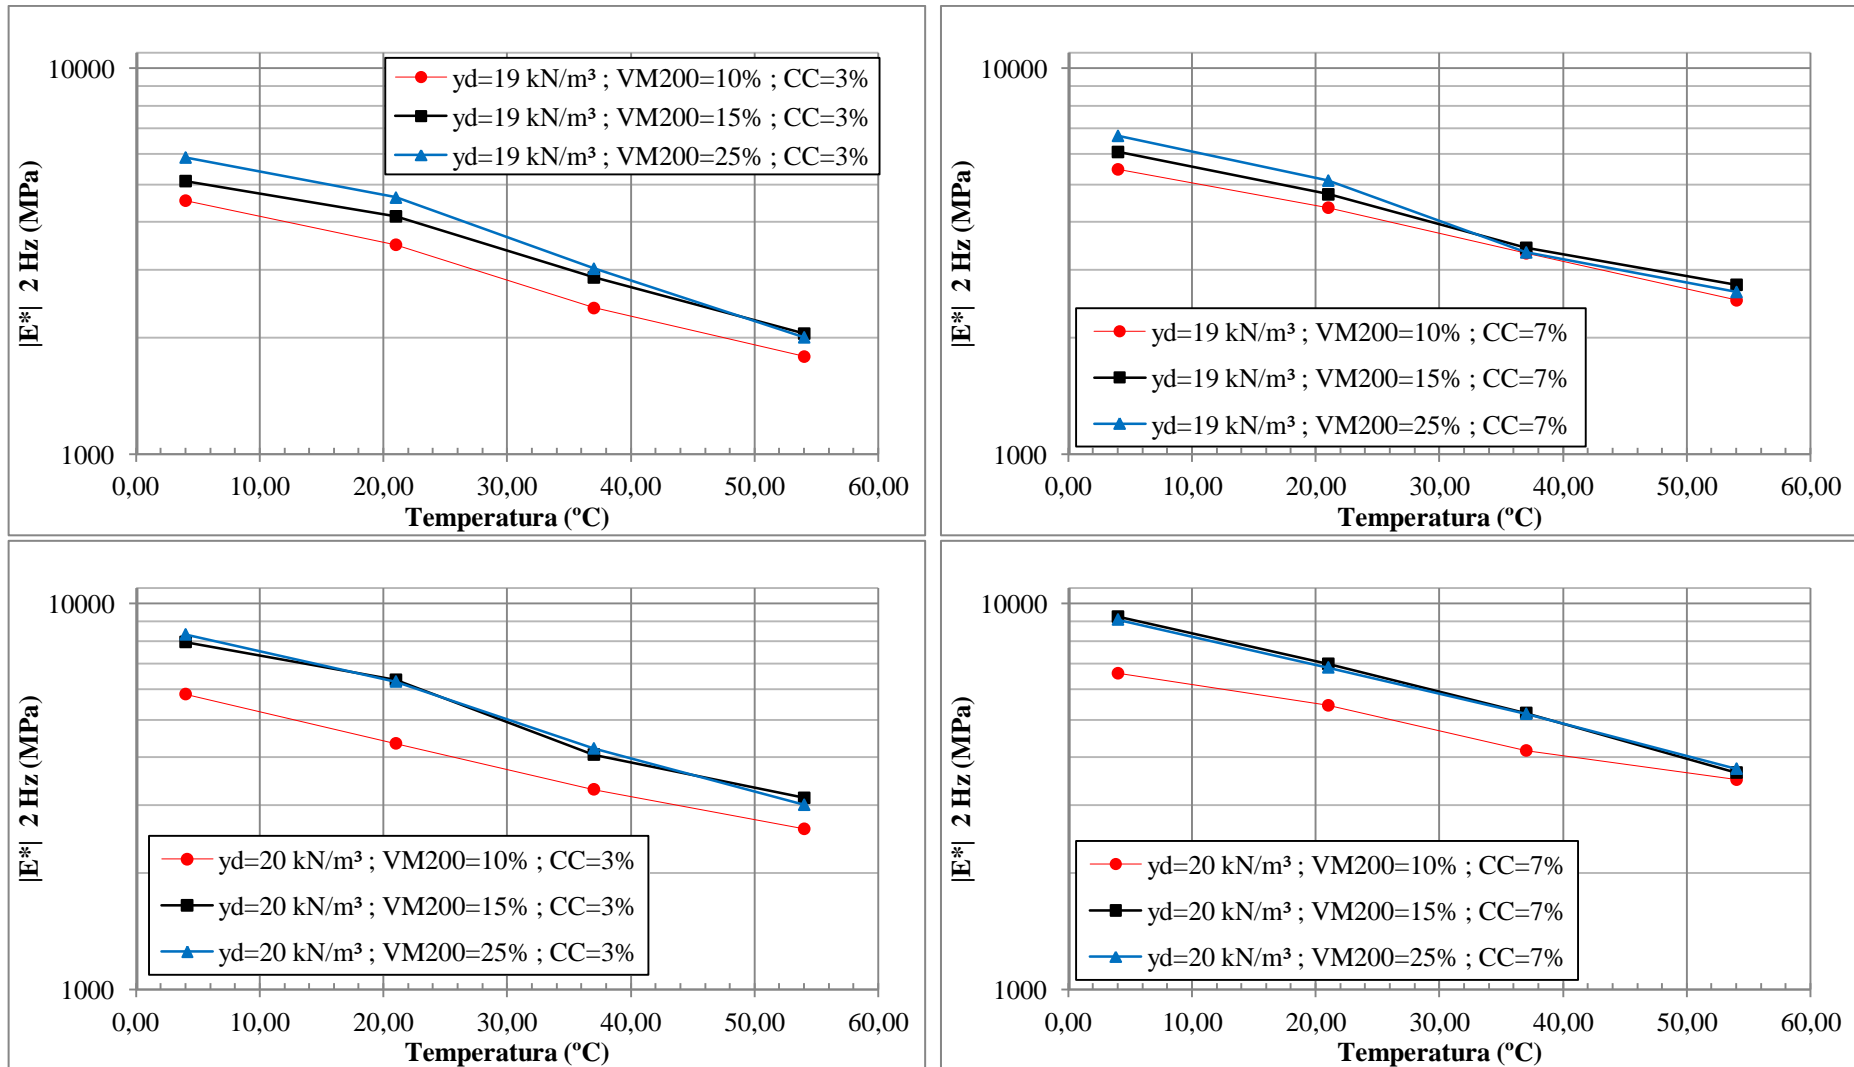 10000
yd=19 kN/m³ ; VM200=10% ; CC=3%
yd=19 kN/m³ ; VM200=15% ; CC=3%
yd=19 kN/m³ ; VM200=25% ; CC=3%
|E*| 2 Hz (MPa)
1000
0,00 10,00 20,00 30,00 40,00 50,00 60,00
Temperatura (ºC)
10000
|E*| 2 Hz (MPa)
yd=19 kN/m³ ; VM200=10% ; CC=7%
yd=19 kN/m³ ; VM200=15% ; CC=7%
yd=19 kN/m³ ; VM200=25% ; CC=7%
1000
0,00 10,00 20,00 30,00 40,00 50,00 60,00
Temperatura (ºC)
10000
|E*| 2 Hz (MPa)
yd=20 kN/m³ ; VM200=10% ; CC=3%
yd=20 kN/m³ ; VM200=15% ; CC=3%
yd=20 kN/m³ ; VM200=25% ; CC=3%
1000
0,00 10,00 20,00 30,00 40,00 50,00 60,00
Temperatura (ºC)
10000
|E*| 2 Hz (MPa)
yd=20 kN/m³ ; VM200=10% ; CC=7%
yd=20 kN/m³ ; VM200=15% ; CC=7%
yd=20 kN/m³ ; VM200=25% ; CC=7%
1000
0,00 10,00 20,00 30,00 40,00 50,00 60,00
Temperatura (ºC)